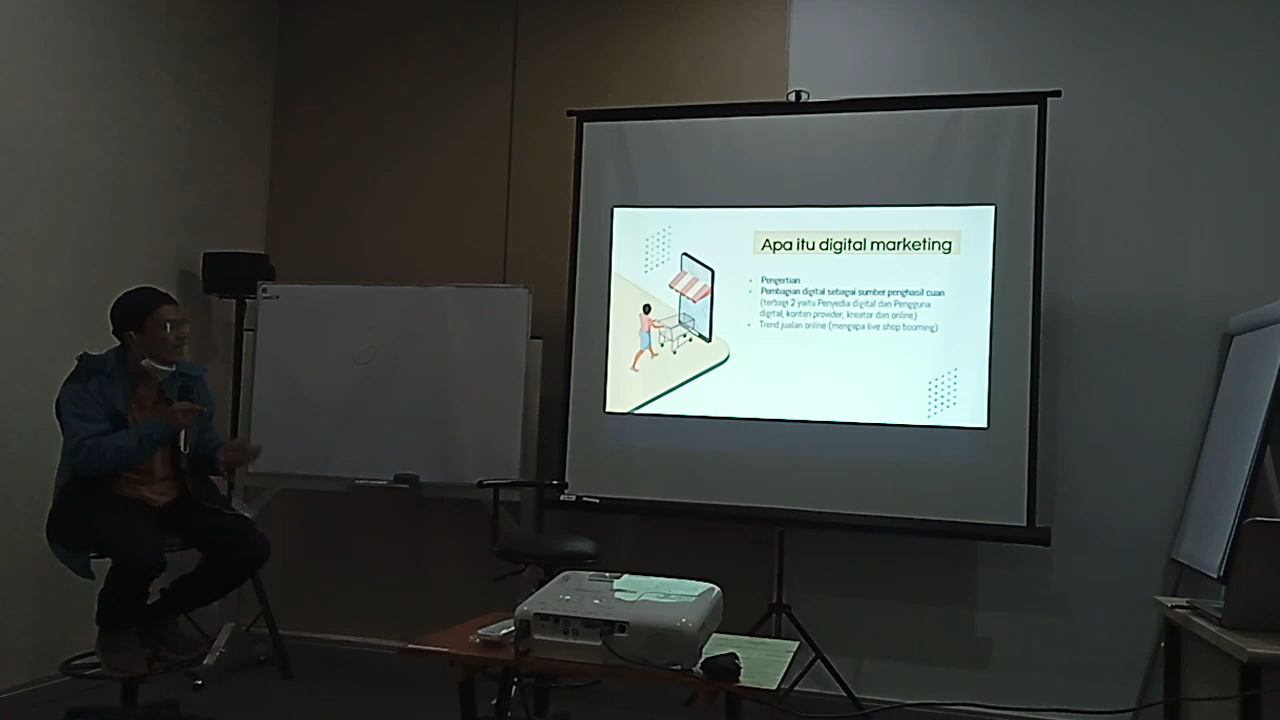 Apa itu digital marketing
- Pengertian
- Pembagian digital sebagai sumber penghasil cuan
(terbagi 2 yaitu Penyedia digital dan Pengguna
digital, konten provider, kreator dan online)
- Trend jualan online (mengapa live shop booming)